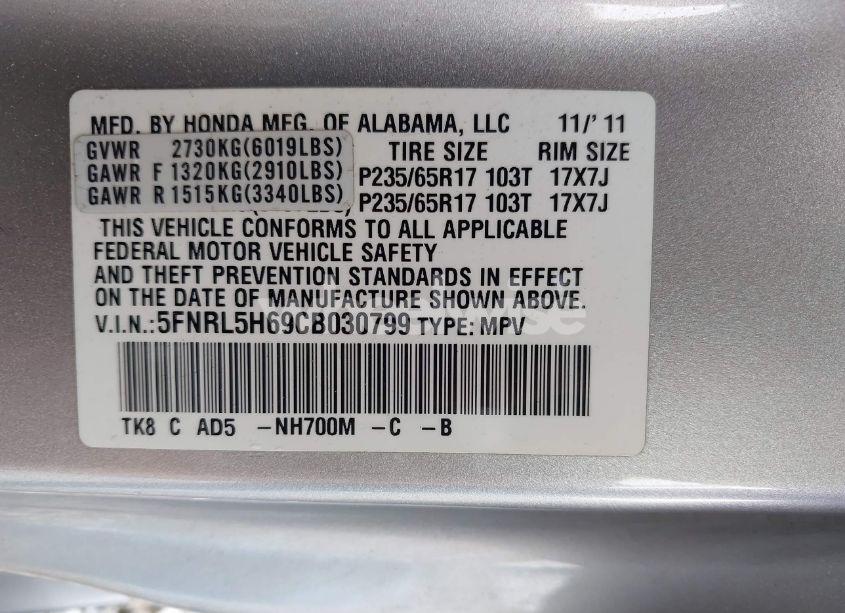 MFD. BY HONDA MFG. OF ALABAMA, LLC 11/'11
GVWR 2730KG(6019LBS) TIRE SIZE RIM SIZE
GAWR F 1320KG(2910LBS) P235/65R17 103T 17X7J
GAWR R 1515KG(3340LBS) P235/65R17 103T 17X7J
THIS VEHICLE CONFORMS TO ALL APPLICABLE
FEDERAL MOTOR VEHICLE SAFETY
AND THEFT PREVENTION STANDARDS IN EFFECT
ON THE DATE OF MANUFACTURE SHOWN ABOVE.
V.I.N.:5FNRL5H69CB030799 TYPE: MPV
TK8 C AD5 -NH700M -C -B